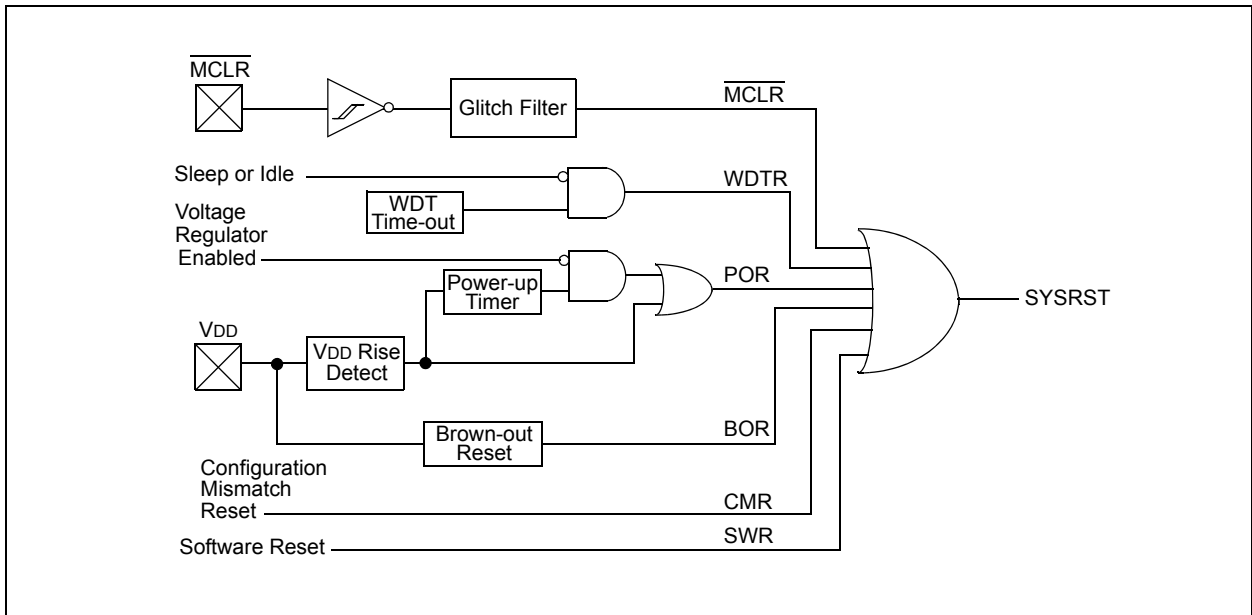 MCLR
Glitch Filter
MCLR
Sleep or Idle
WDT
Time-out
WDTR
Voltage
Regulator
Enabled
Power-up
Timer
POR
SYSRST
VDD
VDD Rise
Detect
Brown-out
Reset
BOR
Configuration
Mismatch
Reset
CMR
Software Reset
SWR